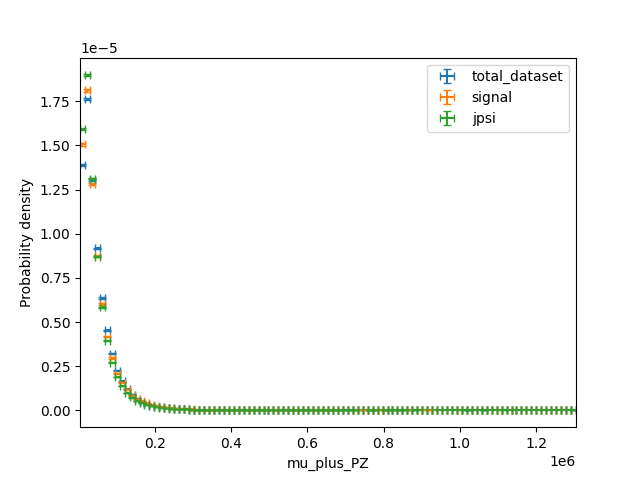 1e−5
total_dataset
signal
jpsi
1.75
1.50
1.25
1.00
0.75
0.50
0.25
0.00
Probability density
0.2 0.4 0.6 0.8 1.0 1.2
1e6
mu_plus_PZ